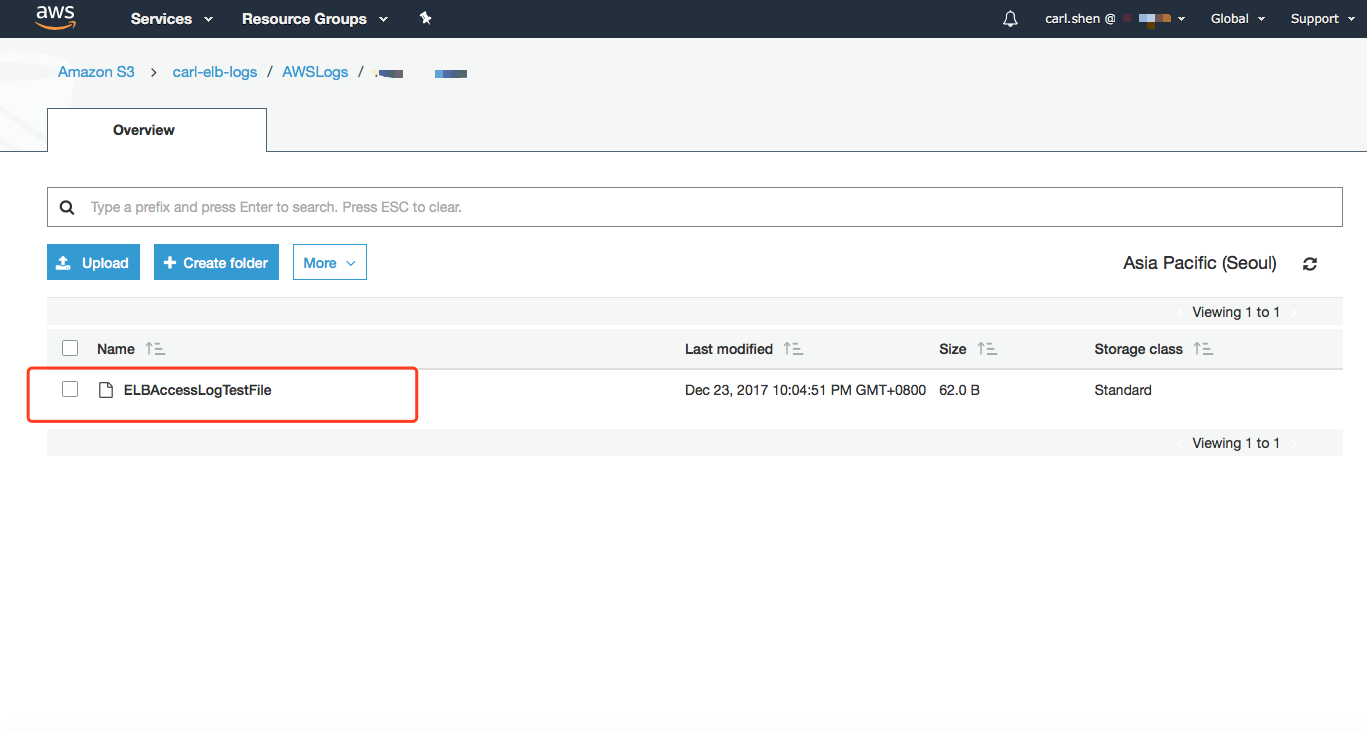 aws Services Resource Groups carl.shen @ Global Support
Amazon S3 > carl-elb-logs / AWSLogs /
Overview
Type a prefix and press Enter to search. Press ESC to clear.
Upload + Create folder More Asia Pacific (Seoul)
Viewing 1 to 1
Name Last modified Size Storage class
ELBAccessLogTestFile Dec 23, 2017 10:04:51 PM GMT+0800 62.0 B Standard
Viewing 1 to 1